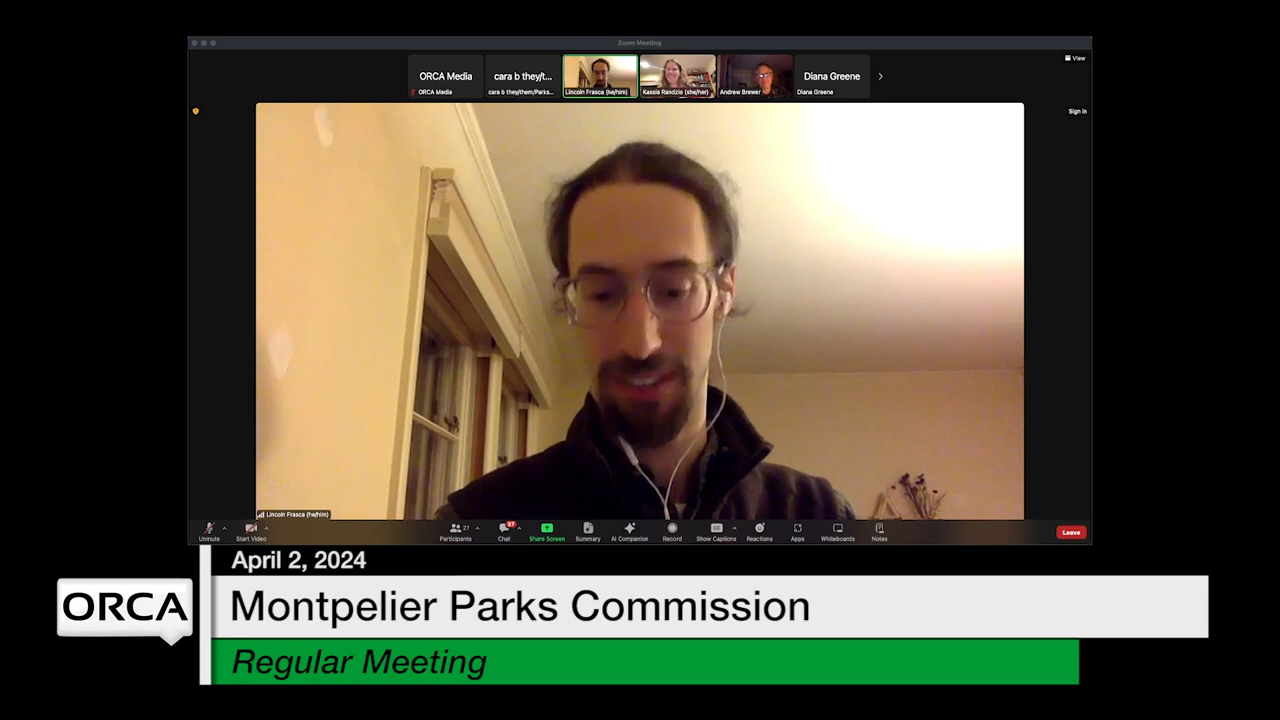 Zoom Meeting
View
ORCA Media
cara b they/t...
Diana Greene
ORCA Media
cara b they/them/Parks...
Lincoln Frasca (he/him)
Kassia Randzio (she/her)
Andrew Brewer
Diana Greene
Sign in
Lincoln Frasca (he/him)
27
37
Unmute
Start Video
Participants
Chat
Share Screen
Summary
AI Companion
Record
Show Captions
Reactions
Apps
Whiteboards
Notes
Leave
April 2, 2024
ORCA
Montpelier Parks Commission
Regular Meeting